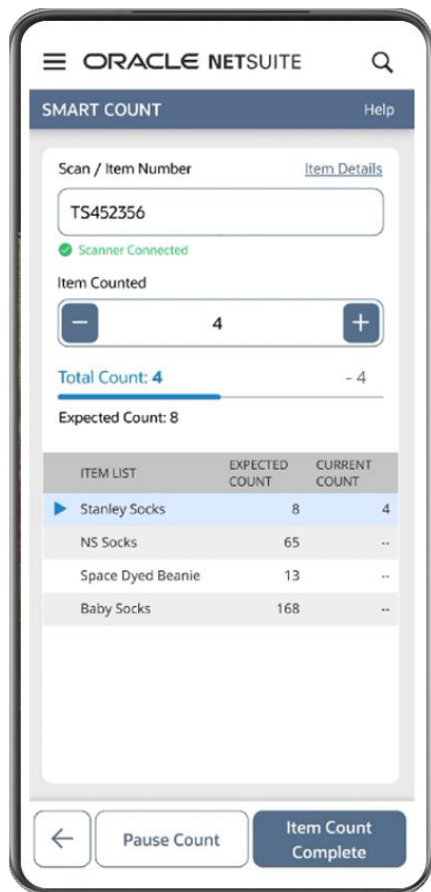 ORACLE NETSUITE
SMART COUNT Help
Scan / Item Number Item Details
TS452356
Scanner Connected
Item Counted
− 4 +
Total Count: 4 - 4
Expected Count: 8
ITEM LIST EXPECTED COUNT CURRENT COUNT
Stanley Socks 8 4
NS Socks 65 --
Space Dyed Beanie 13 --
Baby Socks 168 --
Pause Count
Item Count
Complete